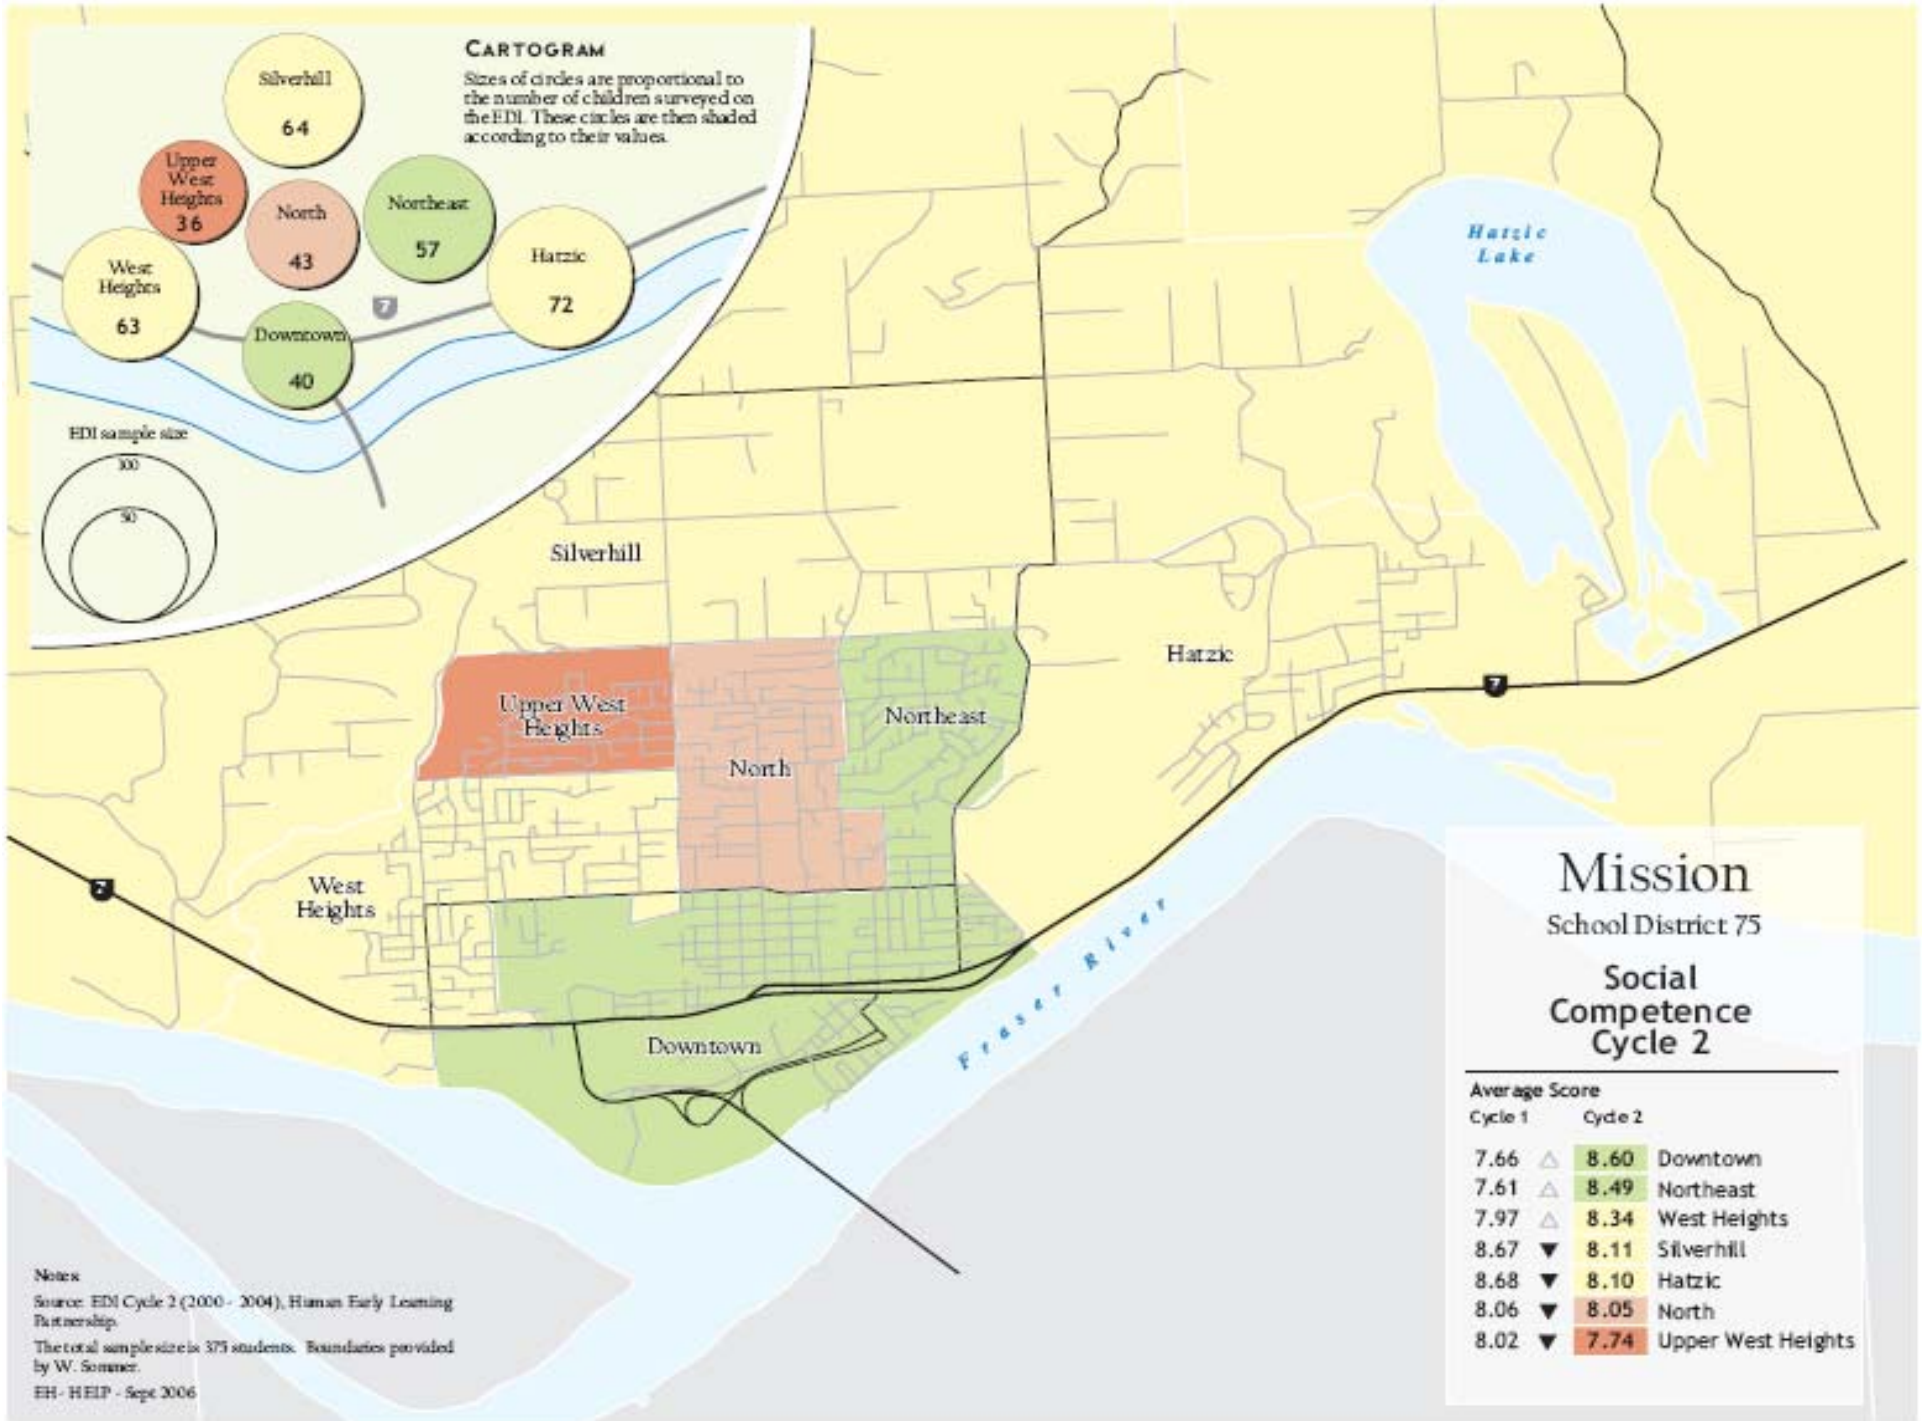 CARTOGRAM
Sizes of circles are proportional to
the number of children surveyed on
the EDI. These circles are then shaded
according to their values.
Silverhill
64
Upper
West
Heights
36
North
43
Northeast
57
Hatzic
72
West
Heights
63
Downtown
40
7
EDI sample size
100
50
Hatzic
Lake
Silverhill
Hatzic
7
Upper West
Heights
Northeast
North
West
Heights
7
Downtown
Fraser River
Mission
School District 75
Social
Competence
Cycle 2
Average Score
Cycle 1 Cycle 2
7.66 △ 8.60 Downtown
7.61 △ 8.49 Northeast
7.97 △ 8.34 West Heights
8.67 ▼ 8.11 Silverhill
8.68 ▼ 8.10 Hatzic
8.06 ▼ 8.05 North
8.02 ▼ 7.74 Upper West Heights
Notes
Source: EDI Cycle 2 (2000 - 2004), Human Early Learning
Partnership.
The total sample size is 375 students. Boundaries provided
by W. Sommer.
EH - HELP - Sept 2006